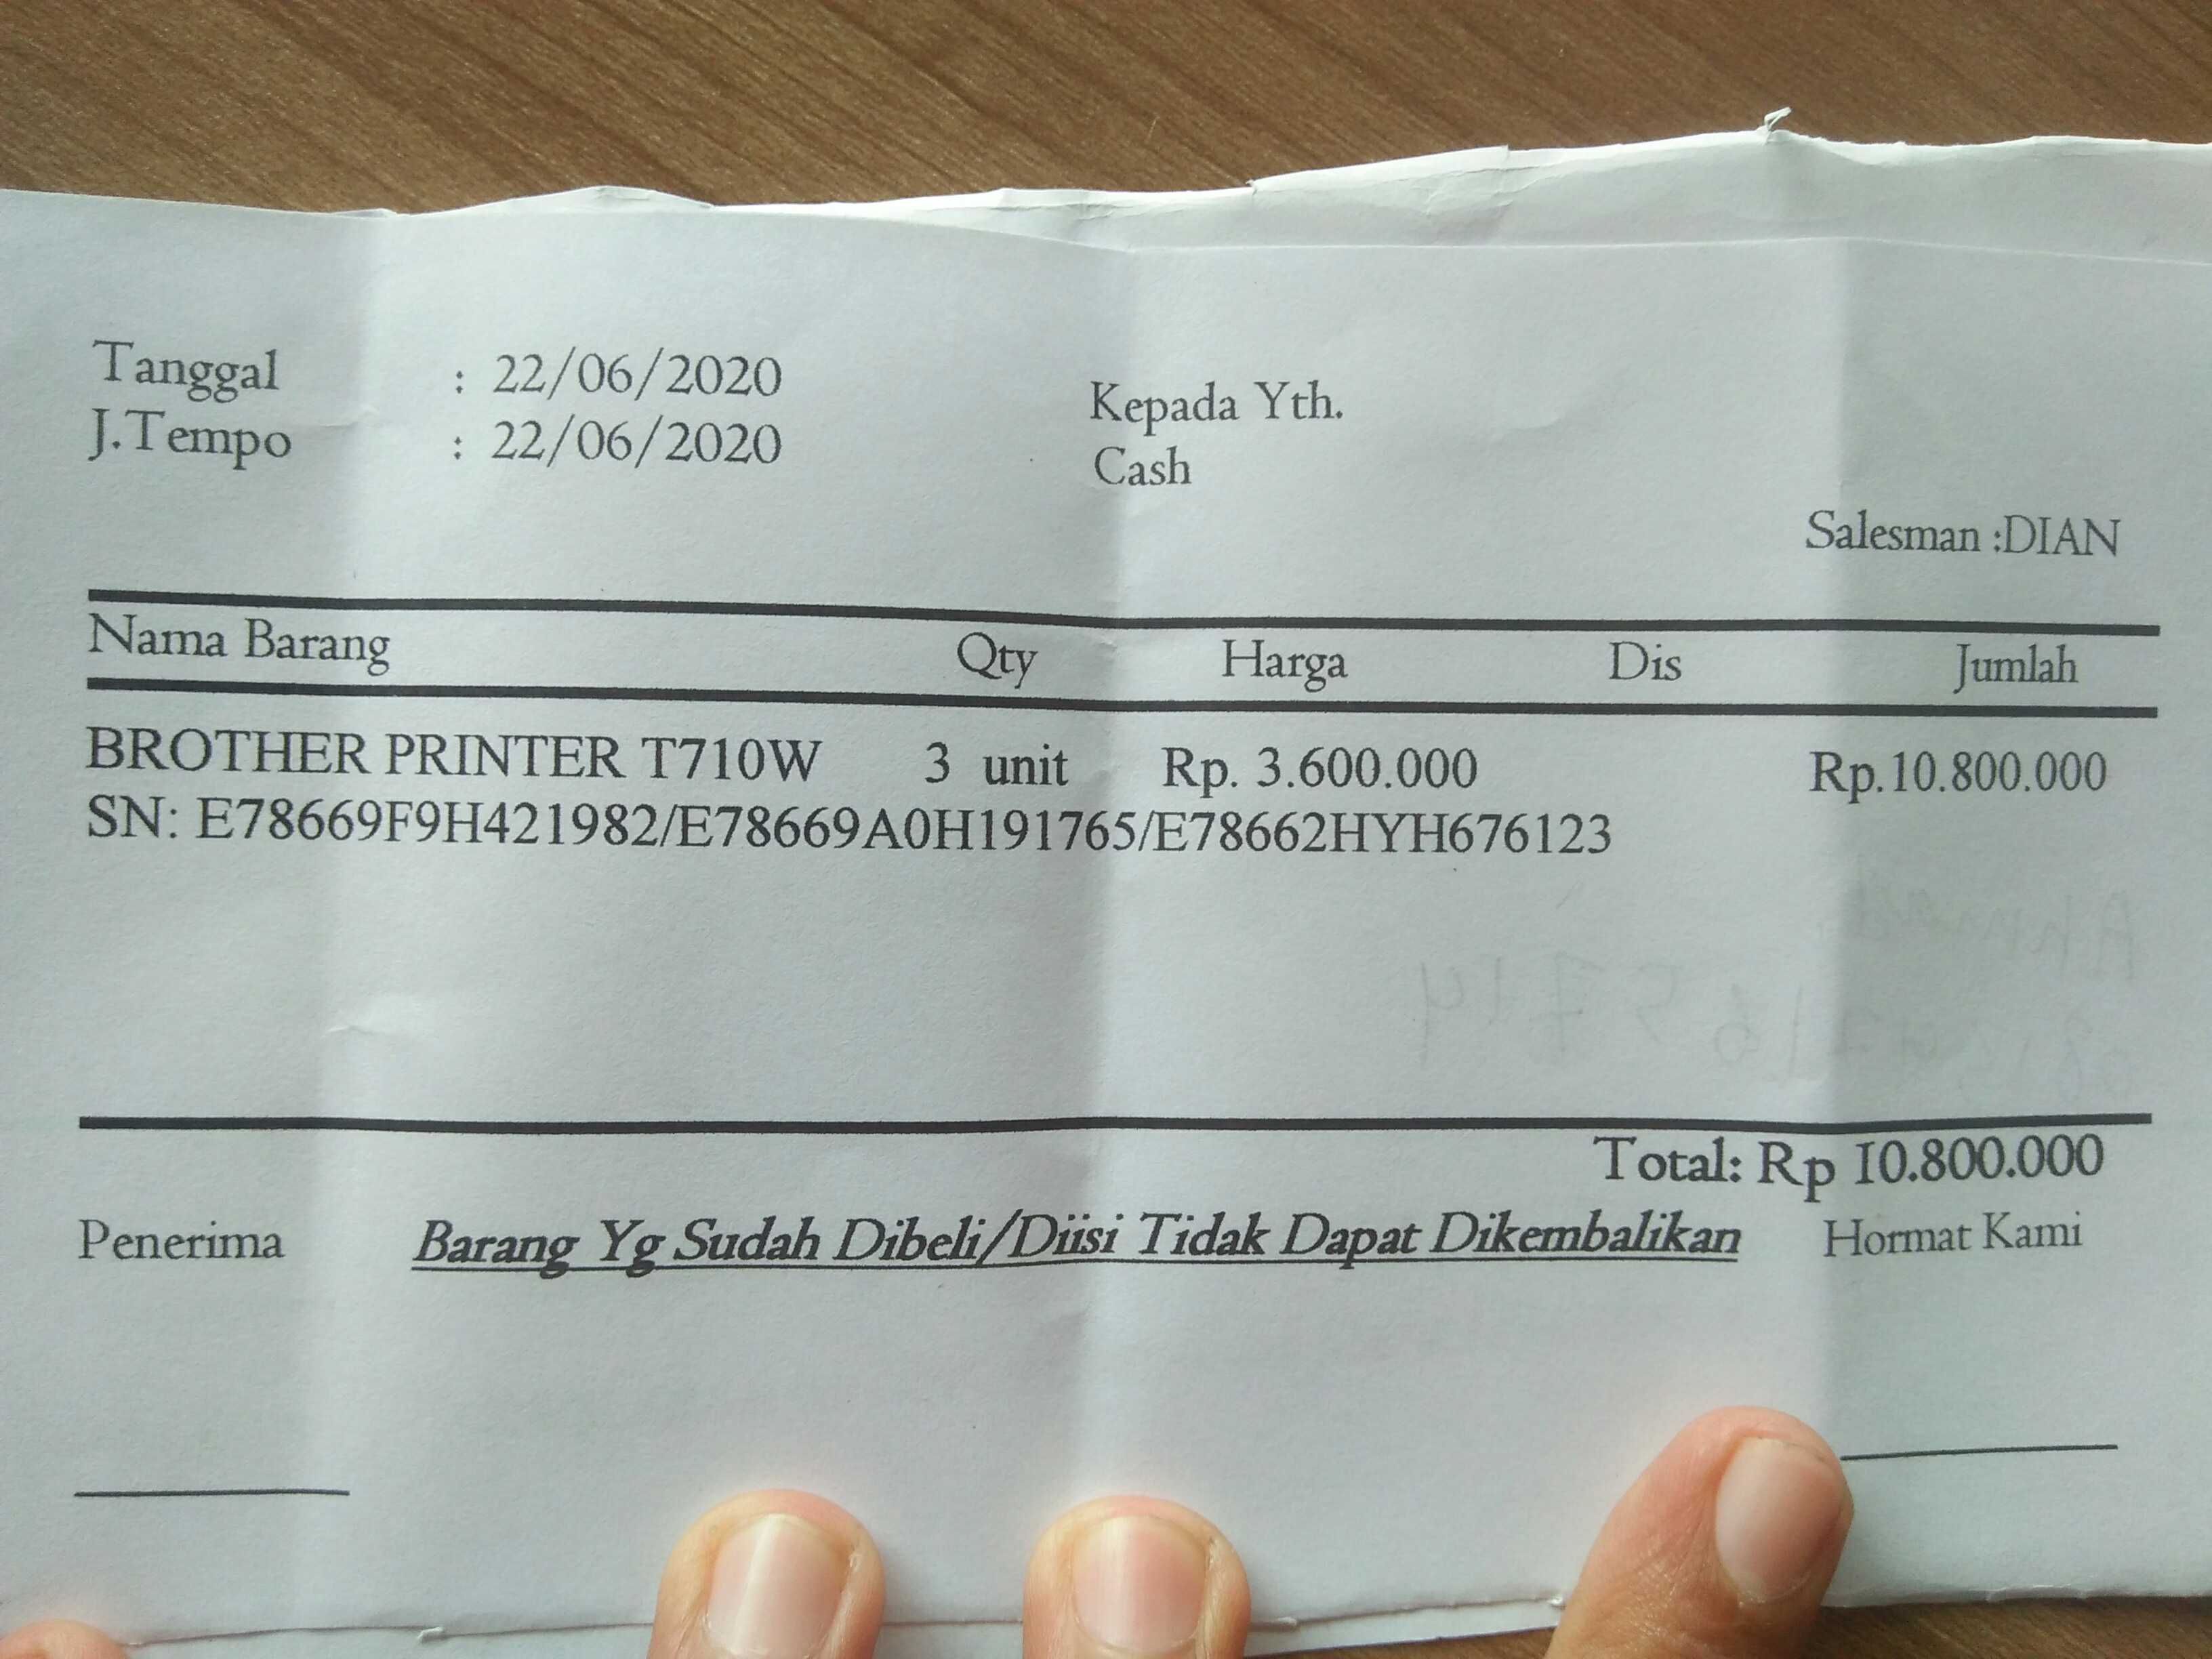 Tanggal : 22/06/2020
J.Tempo : 22/06/2020
Kepada Yth.
Cash
Salesman :DIAN
Nama Barang Qty Harga Dis Jumlah
BROTHER PRINTER T710W 3 unit Rp. 3.600.000 Rp.10.800.000
SN: E78669F9H421982/E78669A0H191765/E78662HYH676123
Total: Rp 10.800.000
Penerima Barang Yg Sudah Dibeli/Diisi Tidak Dapat Dikembalikan Hormat Kami